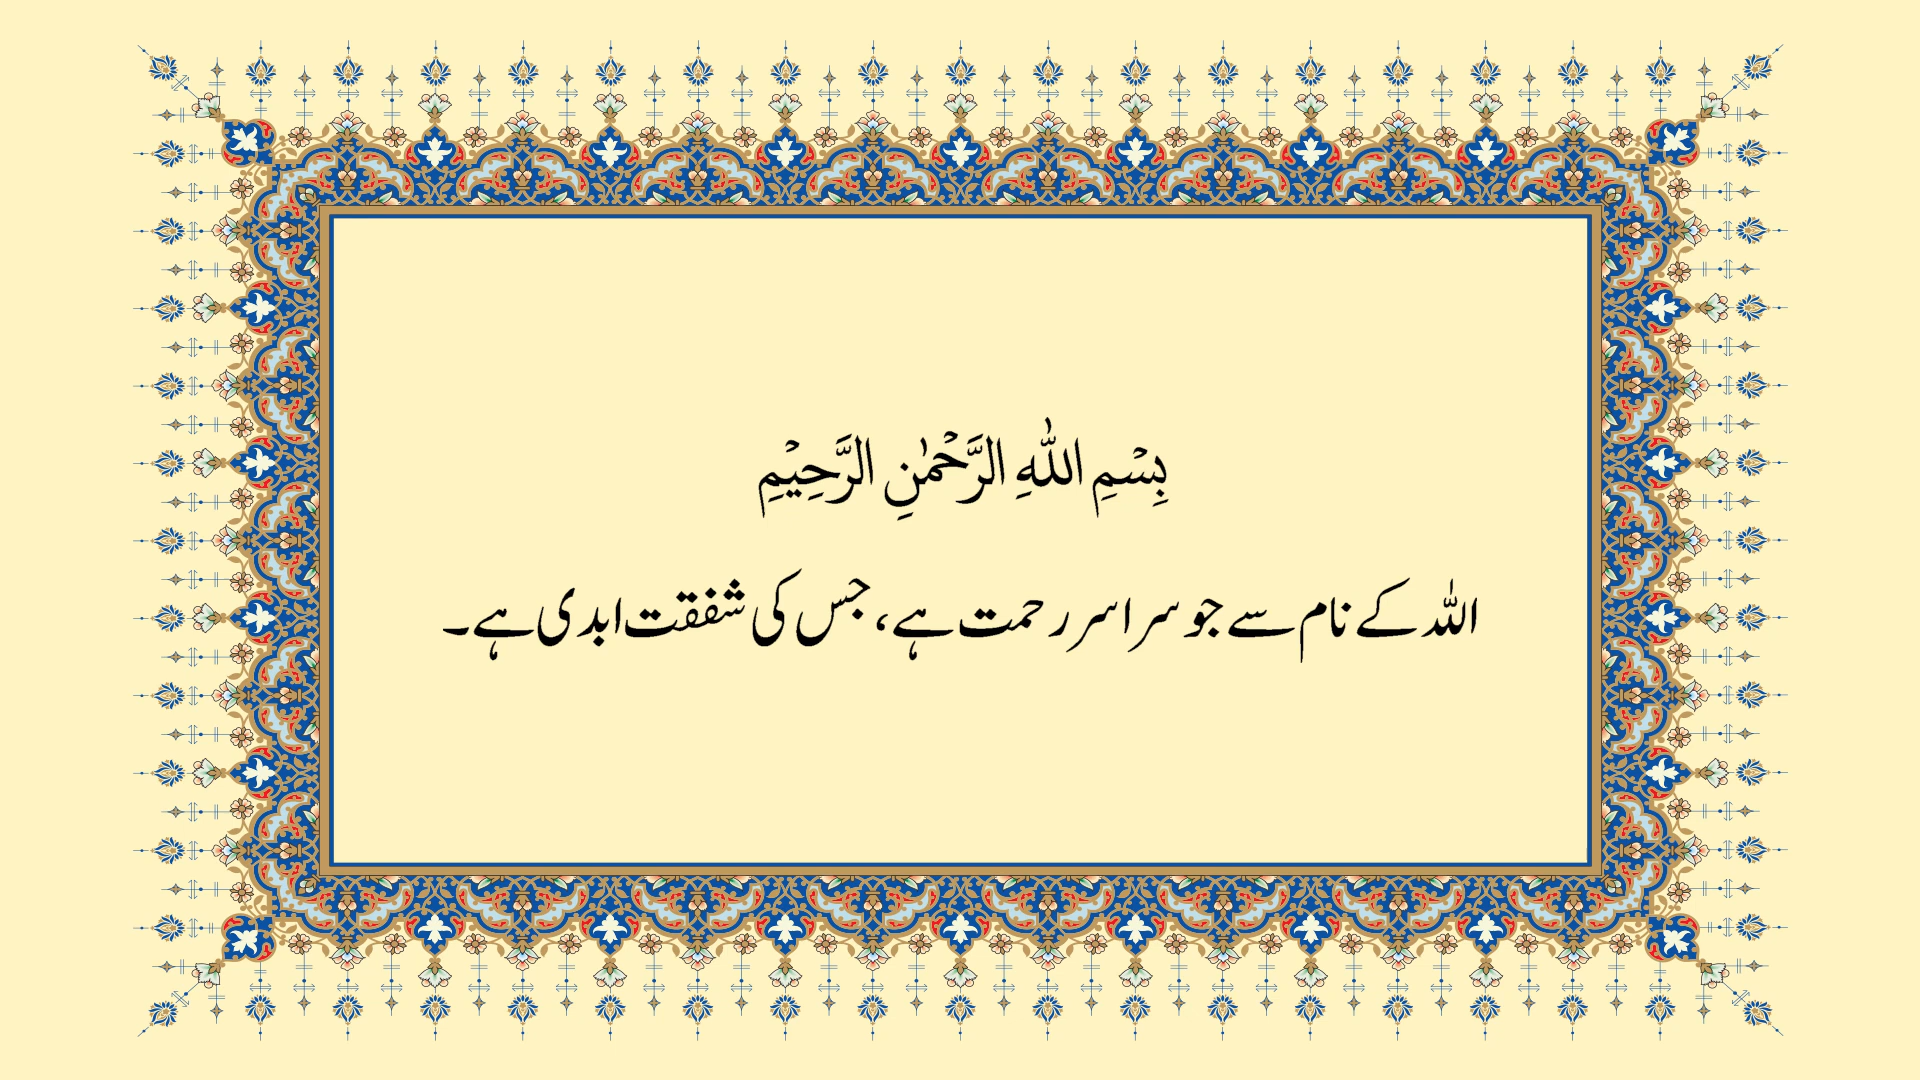 بِسْمِ اللّٰهِ الرَّحْمٰنِ الرَّحِيْمِ
اللہ کے نام سے جو سراسر رحمت ہے، جس کی شفقت ابدی ہے۔